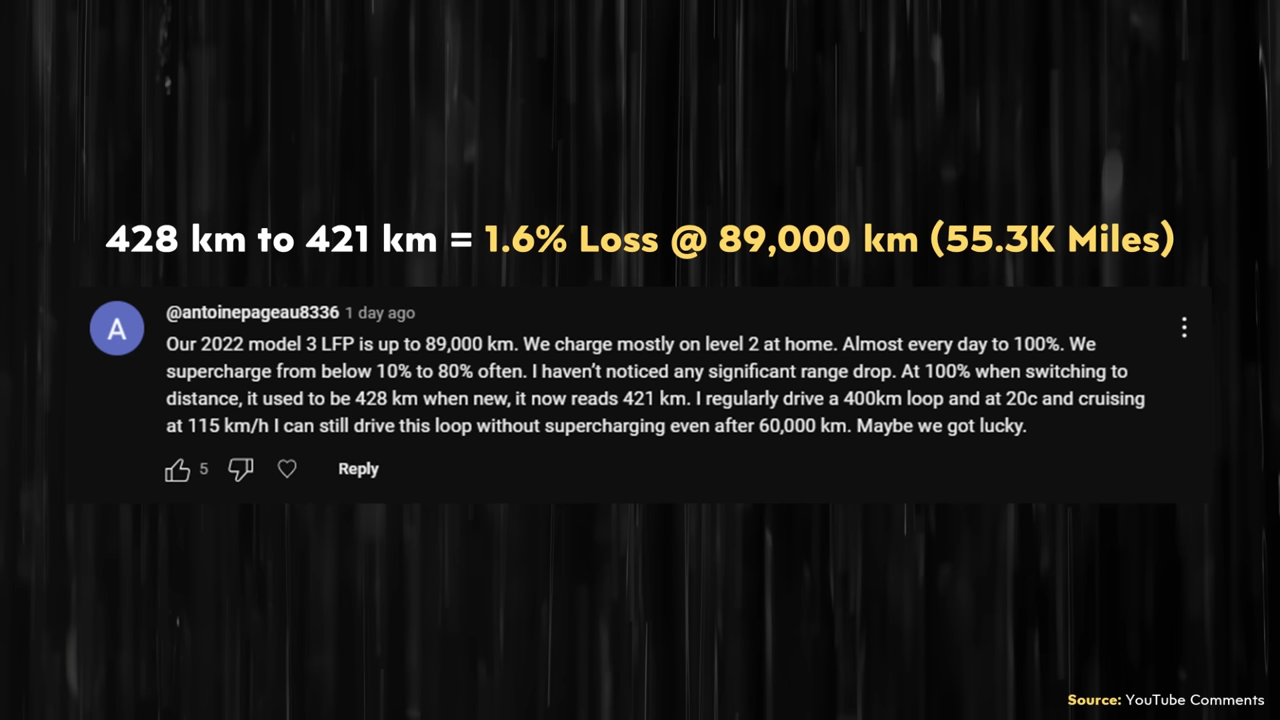 428 km to 421 km = 1.6% Loss @ 89,000 km (55.3K Miles)
A
@antoinepageau8336 1 day ago
Our 2022 model 3 LFP is up to 89,000 km. We charge mostly on level 2 at home. Almost every day to 100%. We
supercharge from below 10% to 80% often. I haven't noticed any significant range drop. At 100% when switching to
distance, it used to be 428 km when new, it now reads 421 km. I regularly drive a 400km loop and at 20c and cruising
at 115 km/h I can still drive this loop without supercharging even after 60,000 km. Maybe we got lucky.
5 Reply
Source: YouTube Comments